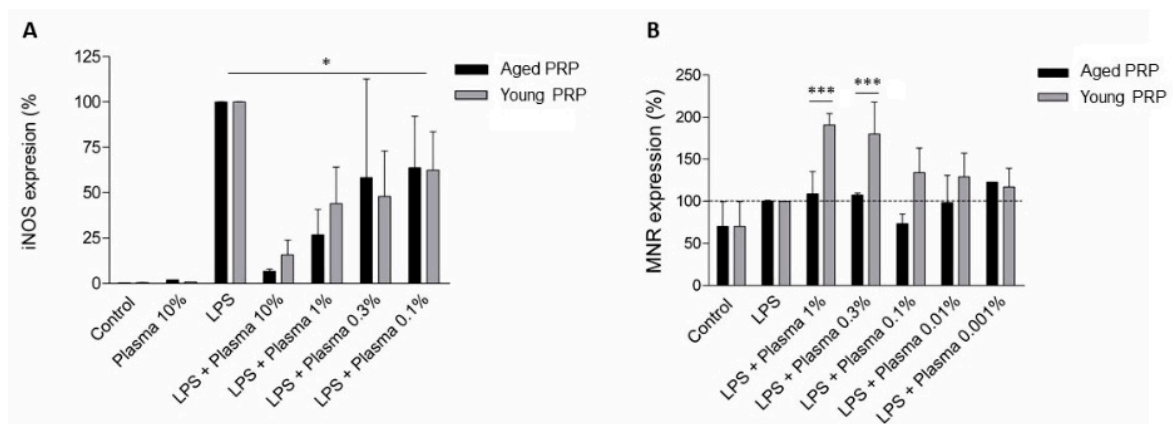 A
iNOS expresion (%
125
100
75
50
25
0
*
Aged PRP
Young PRP
Control
Plasma 10%
LPS
LPS + Plasma 10%
LPS + Plasma 1%
LPS + Plasma 0.3%
LPS + Plasma 0.1%
B
MNR expression (%)
250
200
150
100
50
0
*** ***
Aged PRP
Young PRP
Control
LPS
LPS + Plasma 1%
LPS + Plasma 0.3%
LPS + Plasma 0.1%
LPS + Plasma 0.01%
LPS + Plasma 0.001%